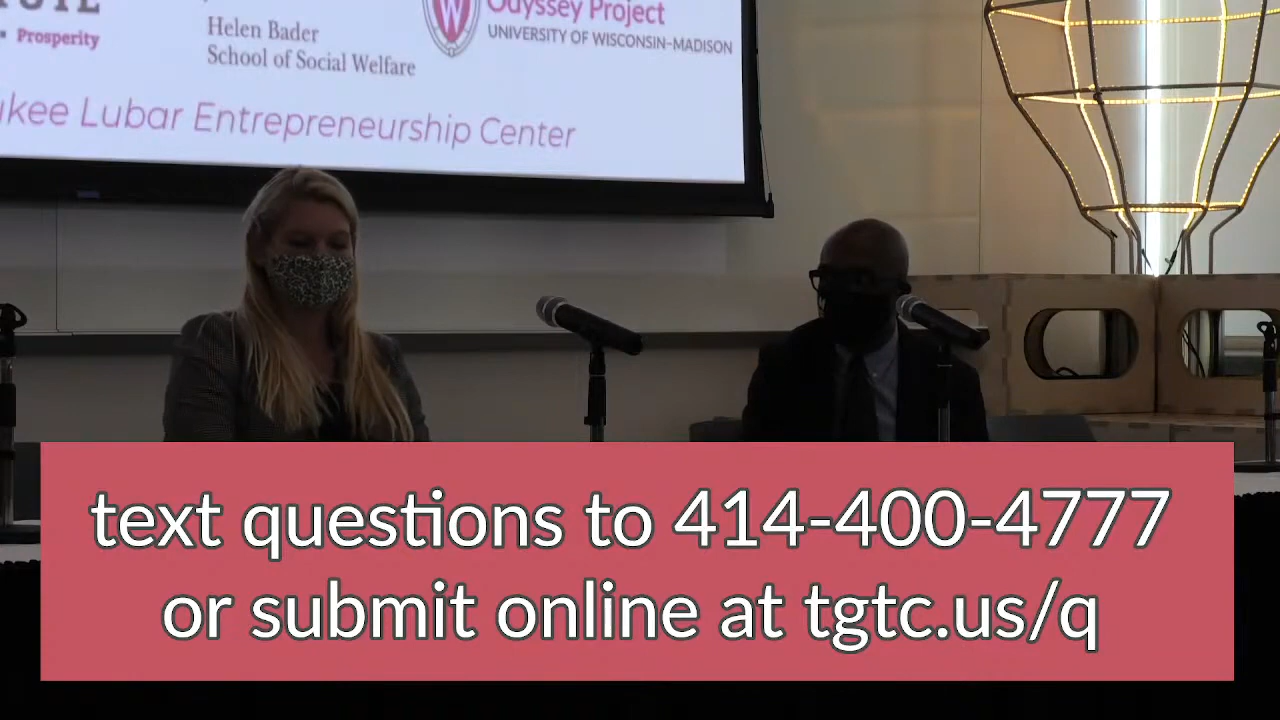 Prosperity
Helen Bader
School of Social Welfare
W
Odyssey Project
UNIVERSITY OF WISCONSIN–MADISON
Lubar Entrepreneurship Center
text questions to 414-400-4777
or submit online at tgtc.us/q